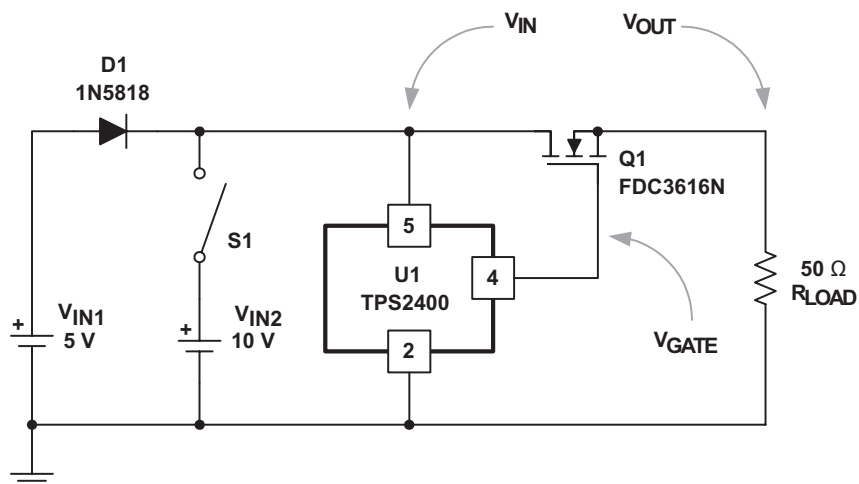 VIN
VOUT
D1
1N5818
Q1
FDC3616N
5
S1
U1
TPS2400
4
50 Ω
RLOAD
+
VIN1
5 V
+
VIN2
10 V
2
VGATE